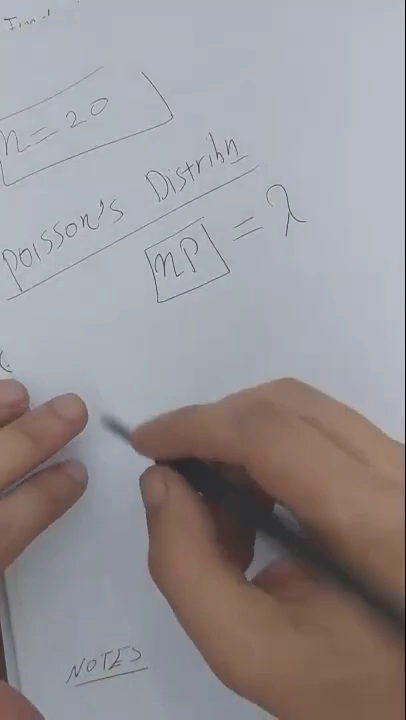 n=20
Poisson's Distribn
np = λ
NOTES